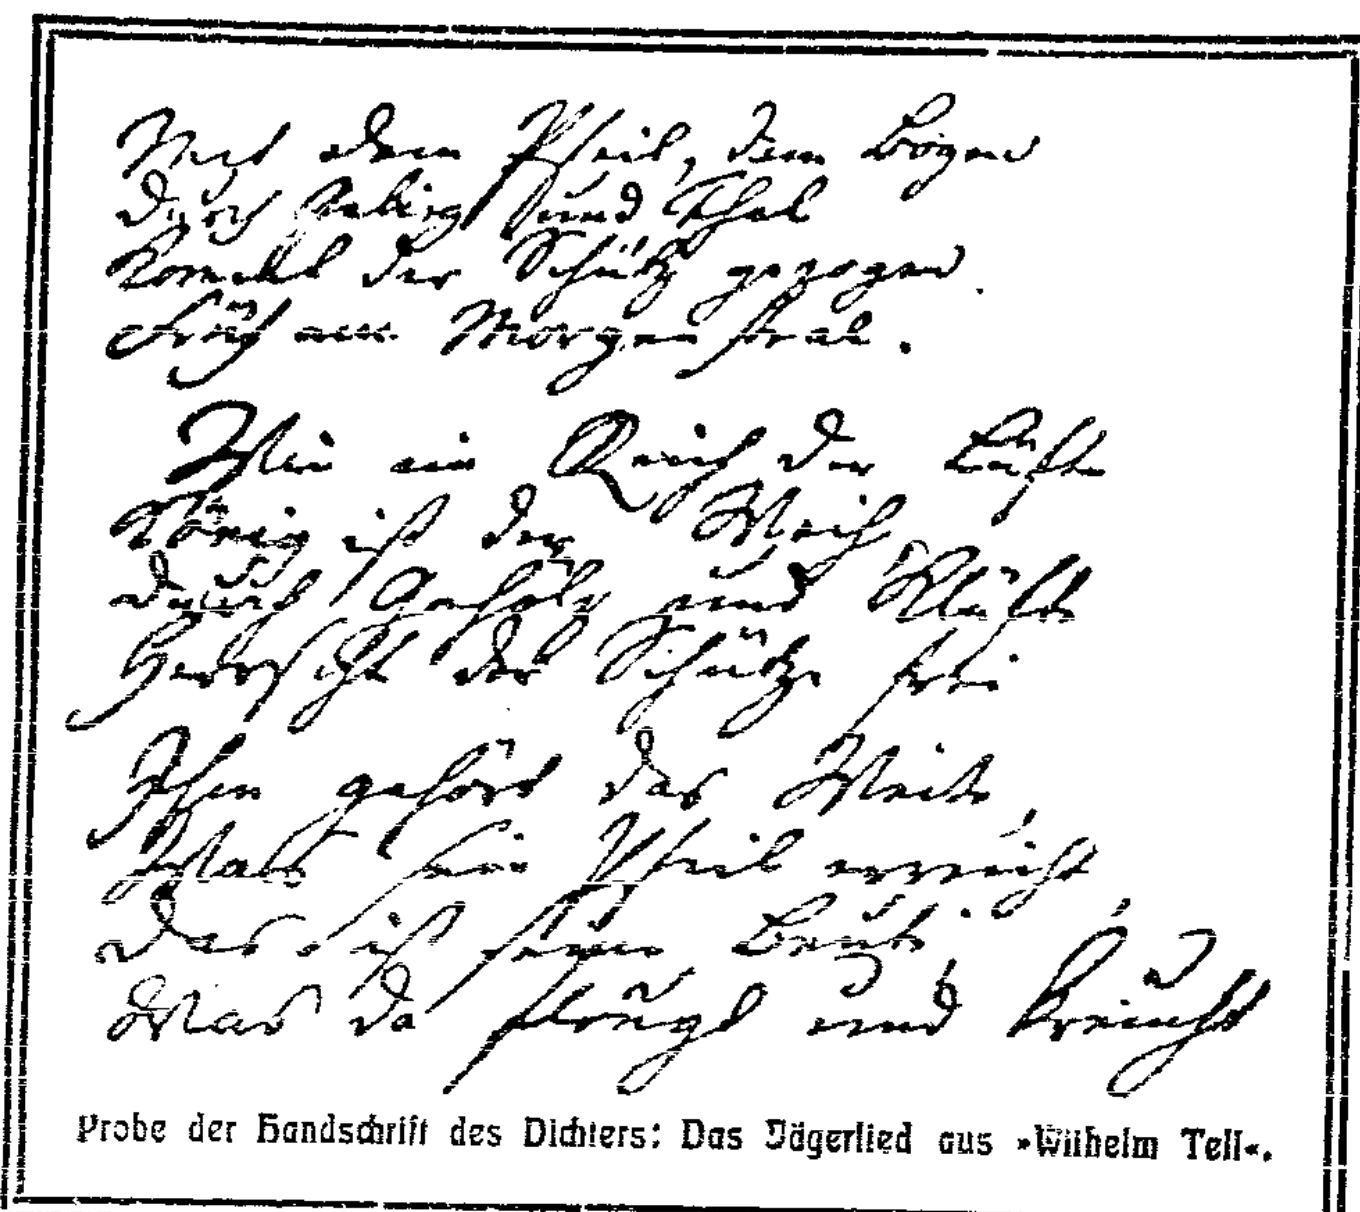 Mit dem Pfeil, dem Bogen
Durch Gebirg und Thal
Kommt der Schütz gezogen
Früh am Morgenstral.
Wie im Reich der Lüfte
König ist der Weih,
Durch Gehölz und Klüfte
Herrscht der Schütze frei
Ihm gehört das Weite,
Was sein Pfeil erreicht,
Das ist seine Beute
Was da fleugt und kreucht
Probe der Handschrift des Dichters: Das Jägerlied aus »Wilhelm Tell«.